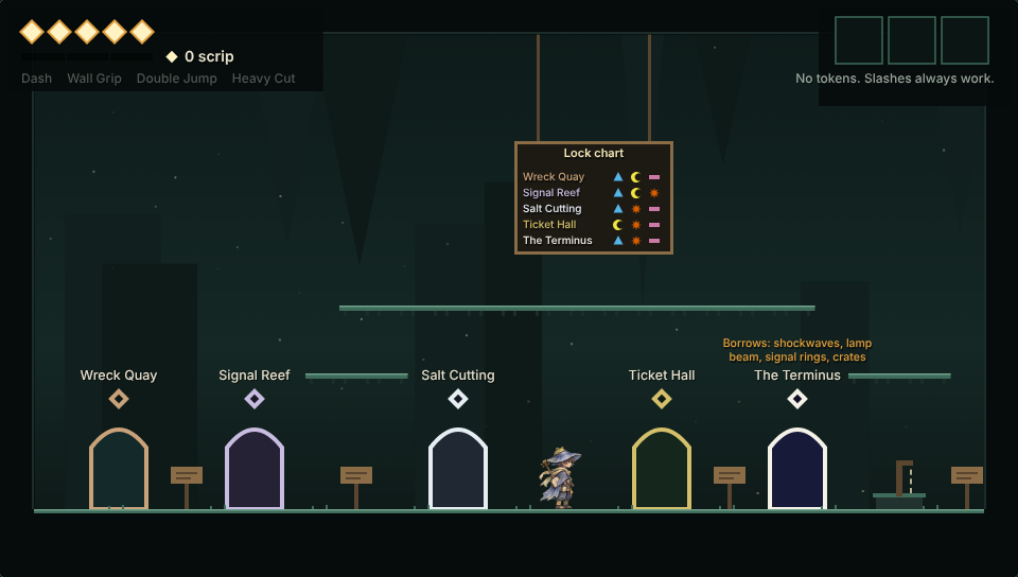 0 scrip
Dash Wall Grip Double Jump Heavy Cut
No tokens. Slashes always work.
Lock chart
Wreck Quay
Signal Reef
Salt Cutting
Ticket Hall
The Terminus
Borrows: shockwaves, lamp
beam, signal rings, crates
Wreck Quay
Signal Reef
Salt Cutting
Ticket Hall
The Terminus